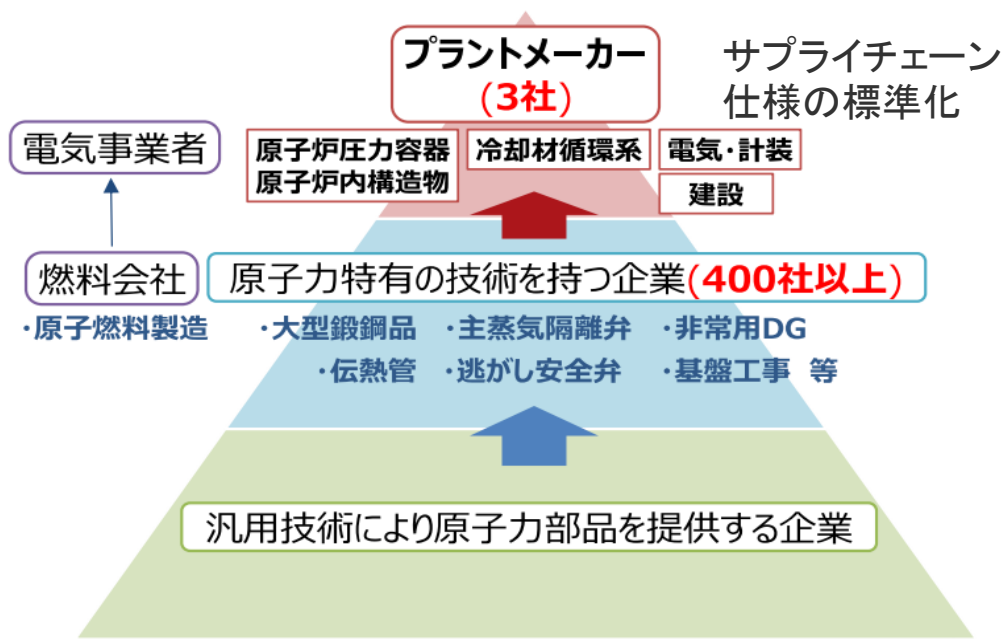 プラントメーカー
(3社)
サプライチェーン
仕様の標準化
電気事業者
原子炉圧力容器
原子炉内構造物
冷却材循環系
電気・計装
建設
燃料会社
・原子燃料製造
原子力特有の技術を持つ企業(400社以上)
・大型鍛鋼品 ・主蒸気隔離弁 ・非常用DG
・伝熱管 ・逃がし安全弁 ・基盤工事 等
汎用技術により原子力部品を提供する企業